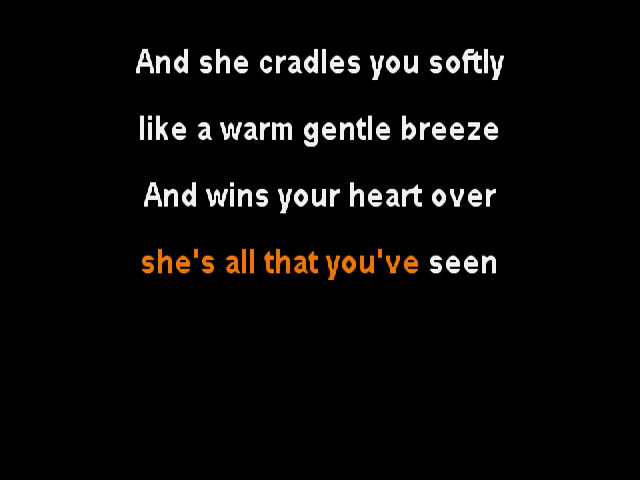 And she cradles you softly
like a warm gentle breeze
And wins your heart over
she's all that you've seen